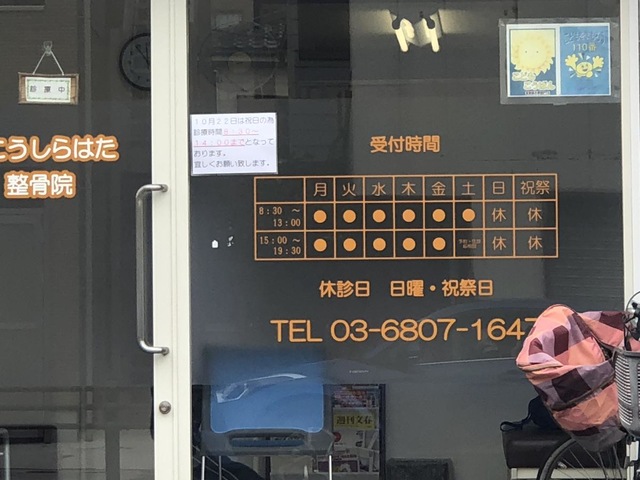 診療中
こうしらはた
整骨院
10月22日は祝日の為
診療時間8:30～
14:00までとなって
おります。
宜しくお願い致します。
110番
受付時間
月 火 水 木 金 土 日 祝祭
8:30 ～ 13:00 ● ● ● ● ● ● 休 休
15:00 ～ 19:30 ● ● ● ● ●
休 休
休診日 日曜・祝祭日
TEL 03-6807-1647
週刊文春